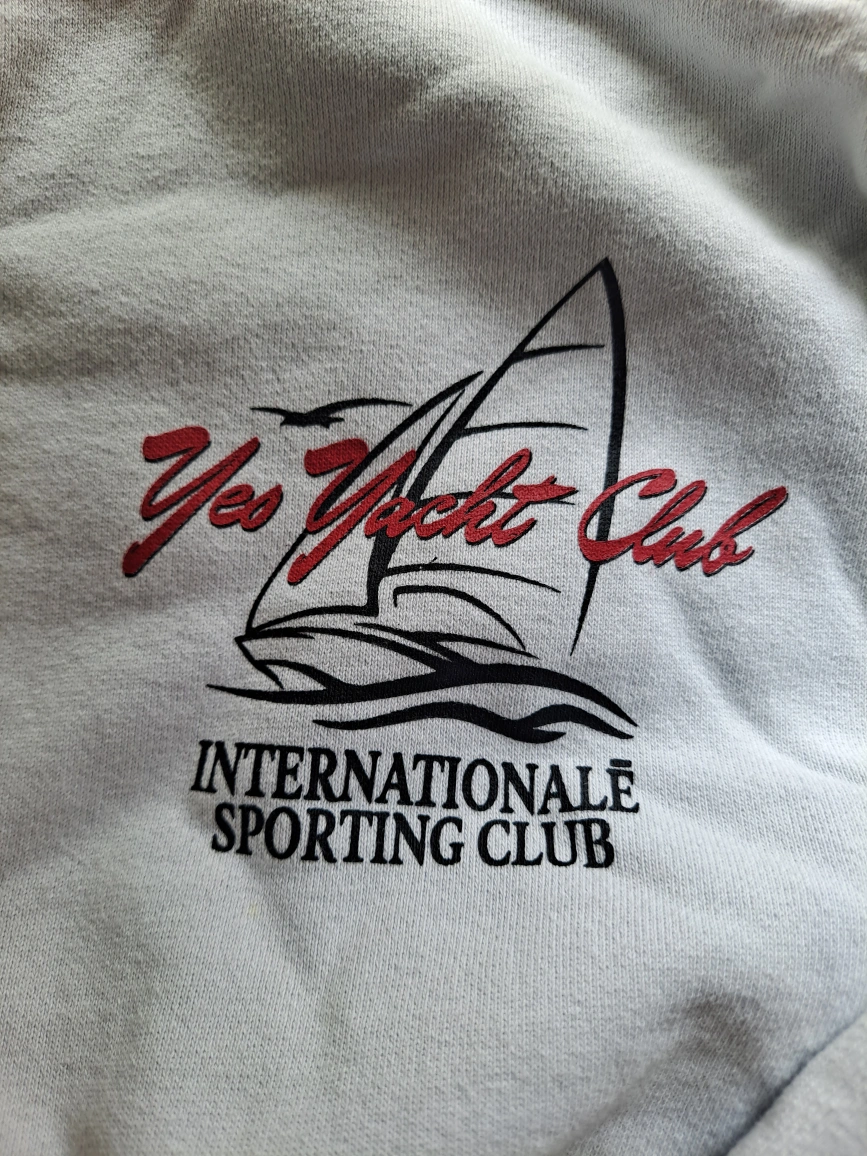 Yes Yacht Club
INTERNATIONALĒ
SPORTING CLUB